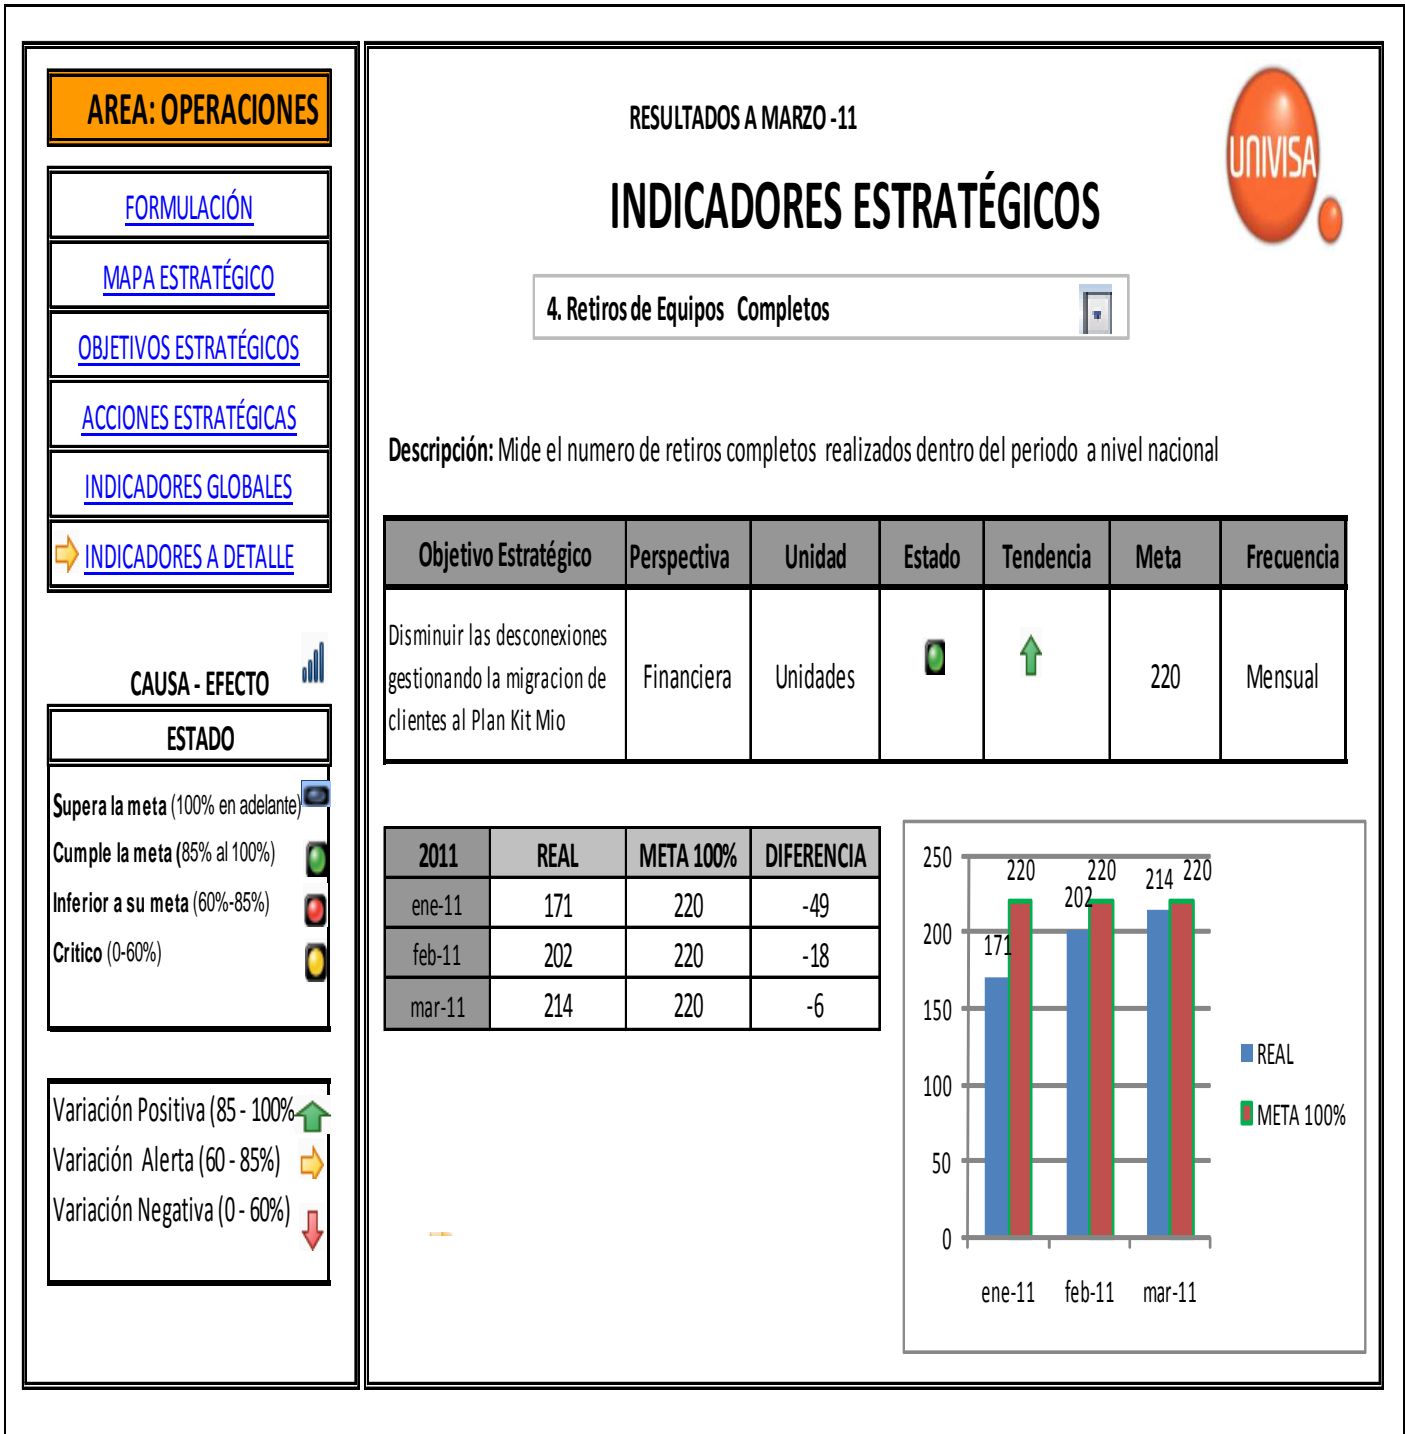 AREA: OPERACIONES
FORMULACIÓN
MAPA ESTRATÉGICO
OBJETIVOS ESTRATÉGICOS
ACCIONES ESTRATÉGICAS
INDICADORES GLOBALES
INDICADORES A DETALLE
CAUSA - EFECTO
ESTADO
Supera la meta (100% en adelante)
Cumple la meta (85% al 100%)
Inferior a su meta (60%-85%)
Critico (0-60%)
Variación Positiva (85 - 100%
Variación Alerta (60 - 85%)
Variación Negativa (0 - 60%)
RESULTADOS A MARZO -11
UNIVISA
INDICADORES ESTRATÉGICOS
4. Retiros de Equipos Completos
Descripción: Mide el numero de retiros completos realizados dentro del periodo a nivel nacional
Objetivo Estratégico Perspectiva Unidad Estado Tendencia Meta Frecuencia
Disminuir las desconexiones
gestionando la migracion de
clientes al Plan Kit Mio
Financiera Unidades 220 Mensual
2011 REAL META 100% DIFERENCIA
ene-11 171 220 -49
feb-11 202 220 -18
mar-11 214 220 -6
250
200
150
100
50
0
171 220 202 220 214 220
ene-11 feb-11 mar-11
REAL
META 100%